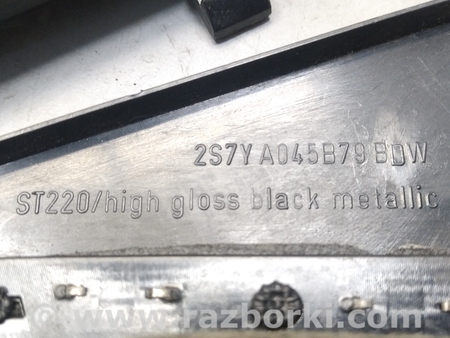 2S7Y A045B79 BDW
ST220/high gloss black metallic
© www.razborki.com